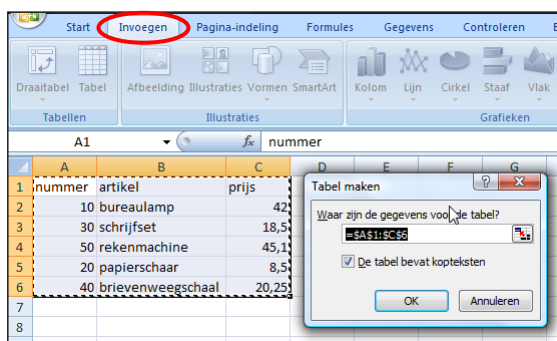 Start Invoegen Pagina-indeling Formules Gegevens Controleren
Draaitabel Tabel Afbeelding Illustraties Vormen SmartArt Kolom Lijn Cirkel Staaf Vlak
Tabellen Illustraties Grafieken
A1 fx nummer
A B C D E F G
1 nummer artikel prijs
2 10 bureaulamp 42
3 30 schrijfset 18,5
4 50 rekenmachine 45,1
5 20 papierschaar 8,5
6 40 brievenweegschaal 20,25
7
8
Tabel maken
Waar zijn de gegevens voor de tabel?
=$A$1:$C$6
De tabel bevat kopteksten
OK Annuleren